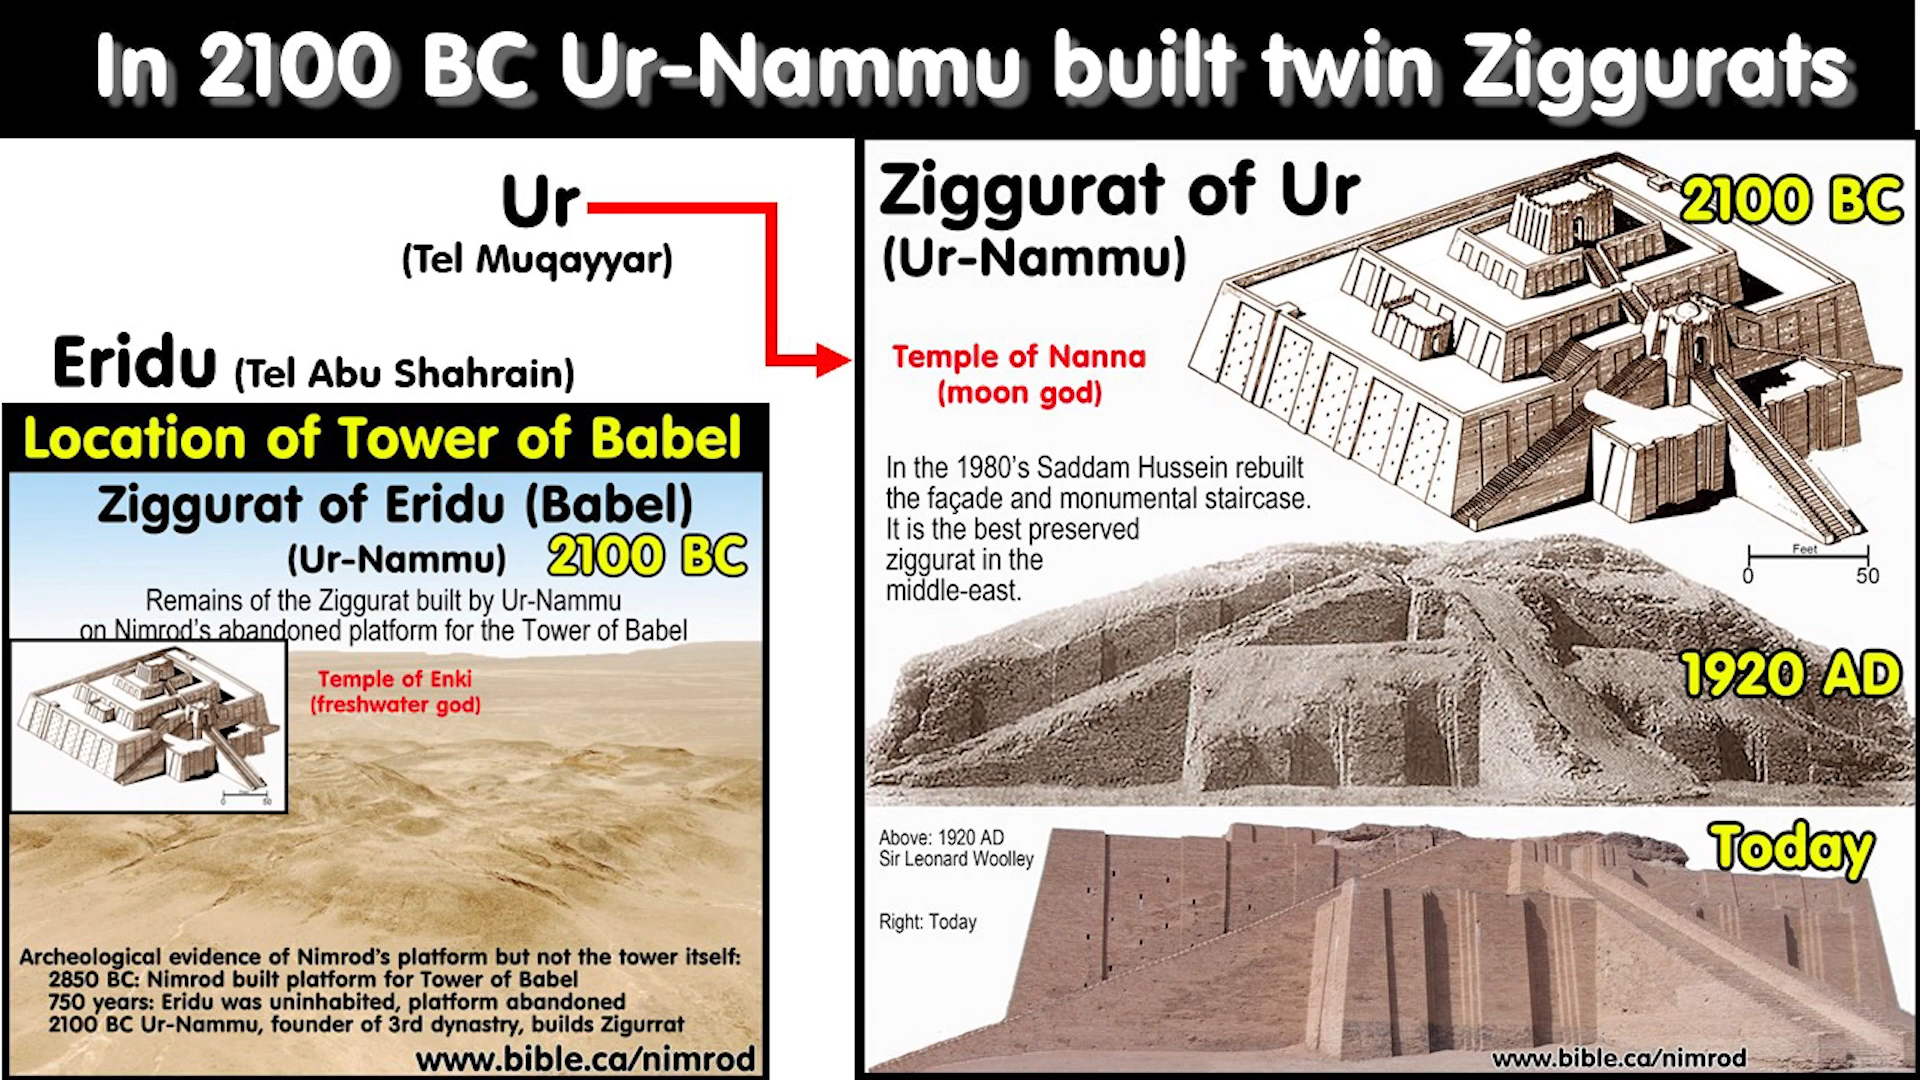 In 2100 BC Ur-Nammu built twin Ziggurats
Ur
(Tel Muqayyar)
Eridu (Tel Abu Shahrain)
Location of Tower of Babel
Ziggurat of Eridu (Babel)
(Ur-Nammu) 2100 BC
Remains of the Ziggurat built by Ur-Nammu
on Nimrod's abandoned platform for the Tower of Babel
Temple of Enki
(freshwater god)
0 50
Archeological evidence of Nimrod's platform but not the tower itself:
2850 BC: Nimrod built platform for Tower of Babel
750 years: Eridu was uninhabited, platform abandoned
2100 BC Ur-Nammu, founder of 3rd dynastry, builds Zigurrat
www.bible.ca/nimrod
Ziggurat of Ur
(Ur-Nammu)
2100 BC
Temple of Nanna
(moon god)
In the 1980's Saddam Hussein rebuilt
the façade and monumental staircase.
It is the best preserved
ziggurat in the
middle-east.
Feet
0 50
1920 AD
Above: 1920 AD
Sir Leonard Woolley
Today
Right: Today
www.bible.ca/nimrod